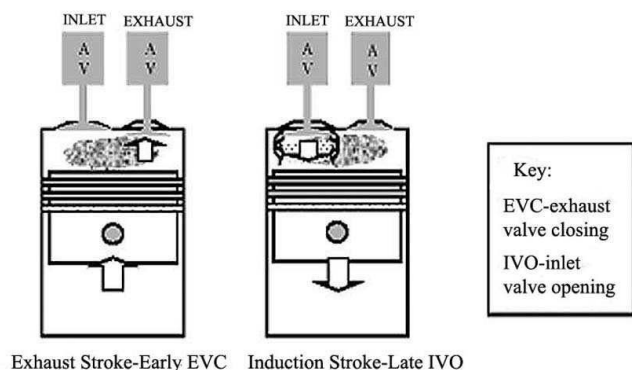 INLET EXHAUST
A V
A V
INLET EXHAUST
A V
A V
Key:
EVC-exhaust
valve closing
IVO-inlet
valve opening
Exhaust Stroke-Early EVC
Induction Stroke-Late IVO